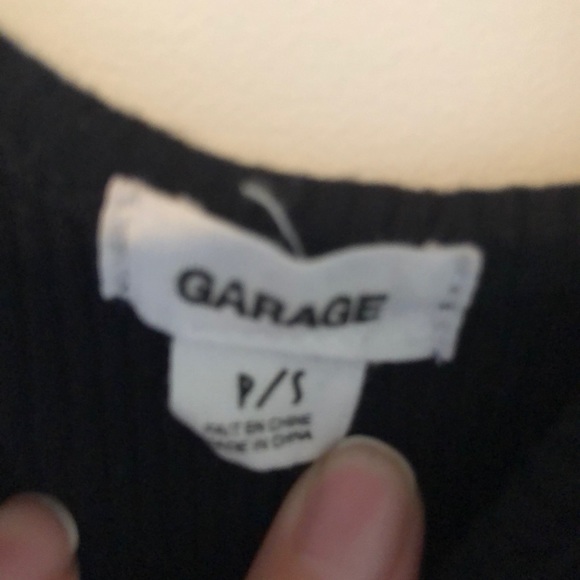 GARAGE
P/S
FAIT EN CHINE
MADE IN CHINA